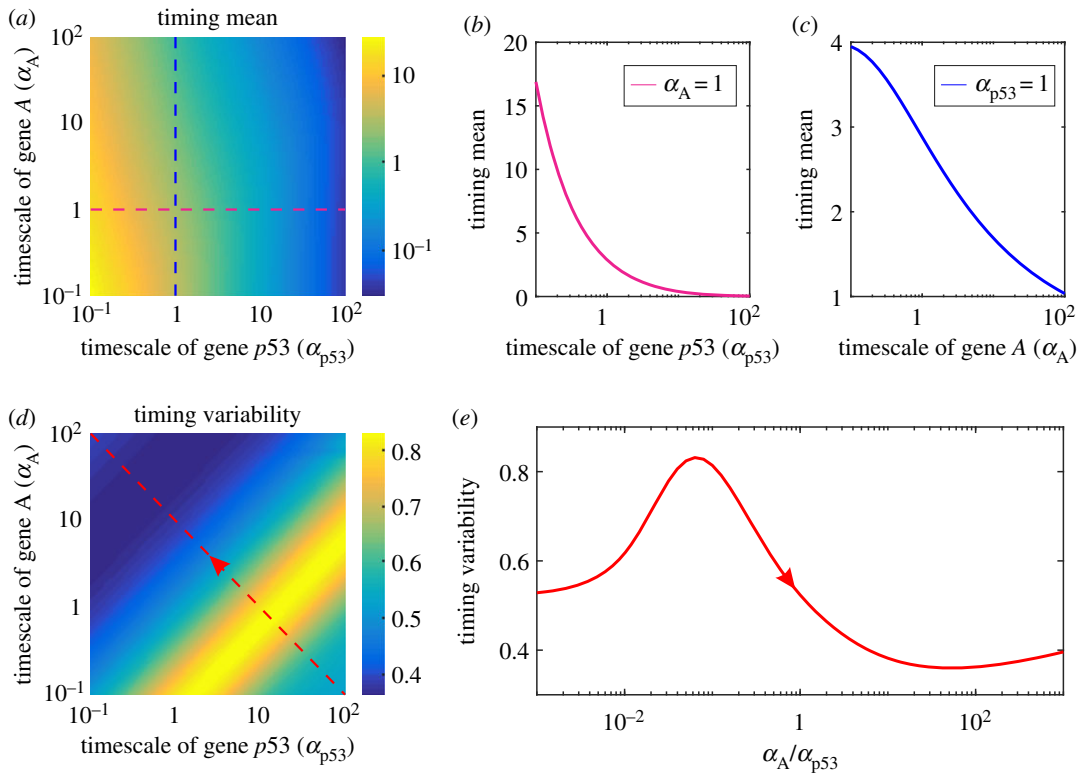 (a) timing mean
timescale of gene A (α_A)
10²
10
1
10⁻¹
10⁻¹ 1 10 10²
timescale of gene p53 (α_p53)
10
1
10⁻¹
(b)
timing mean
20
15
10
5
0
α_A = 1
1 10²
timescale of gene p53 (α_p53)
(c)
timing mean
4
3
2
1
α_p53 = 1
1 10²
timescale of gene A (α_A)
(d) timing variability
timescale of gene A (α_A)
10²
10
1
10⁻¹
10⁻¹ 1 10 10²
timescale of gene p53 (α_p53)
0.8
0.7
0.6
0.5
0.4
(e)
timing variability
0.8
0.6
0.4
10⁻² 1 10²
α_A/α_p53